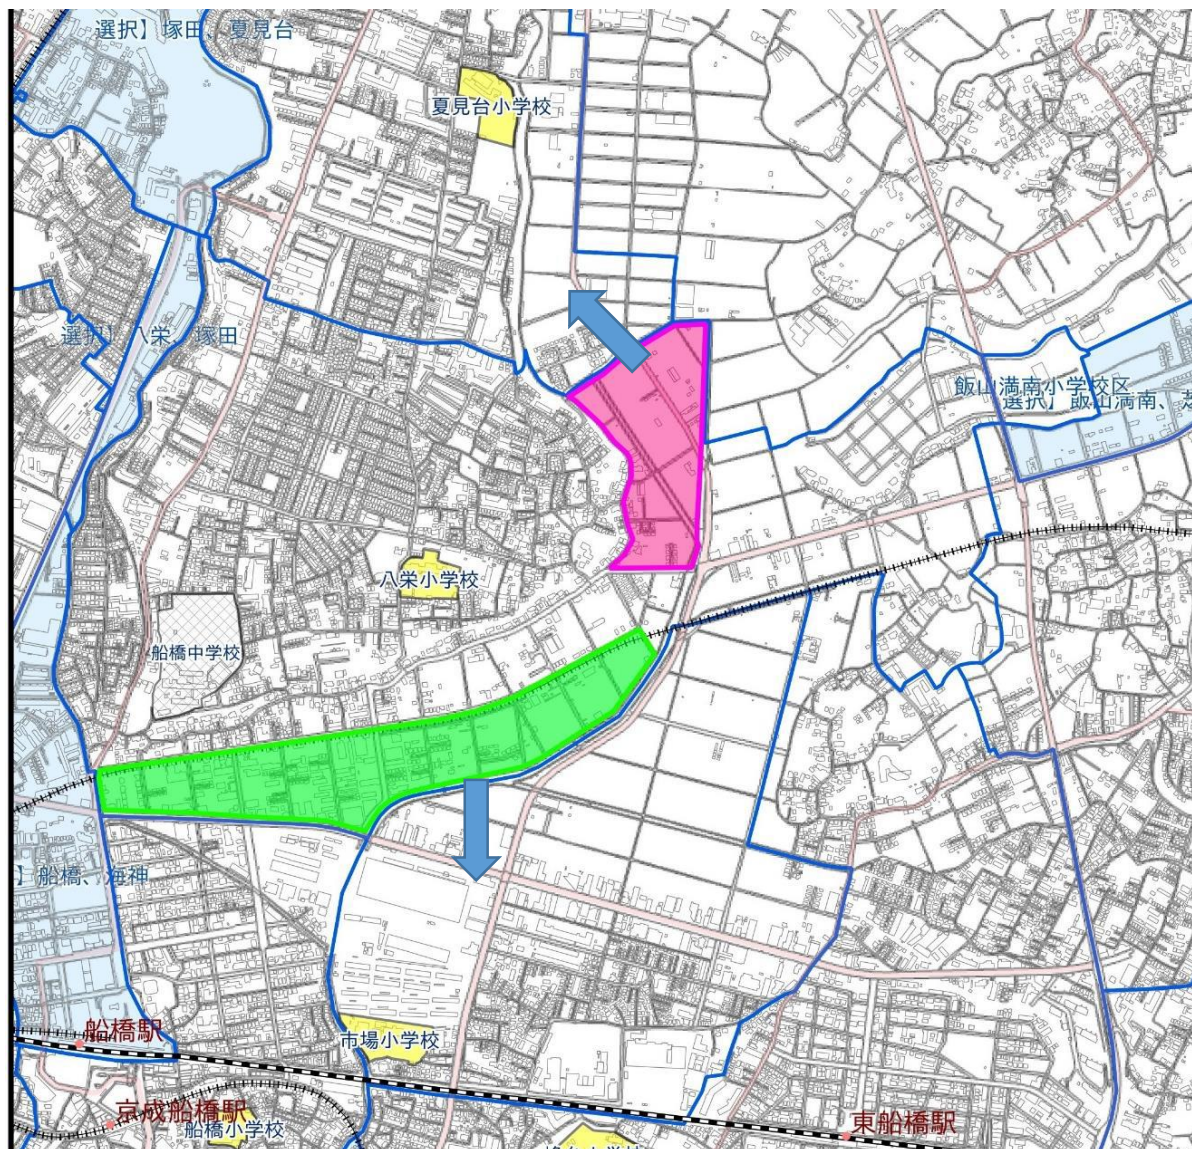 選択】塚田、夏見台
夏見台小学校
選択】八栄、塚田
飯山満南小学校区
選択】飯山満南、芝
八栄小学校
船橋中学校
】船橋、海神
船橋駅
市場小学校
京成船橋駅
船橋小学校
東船橋駅